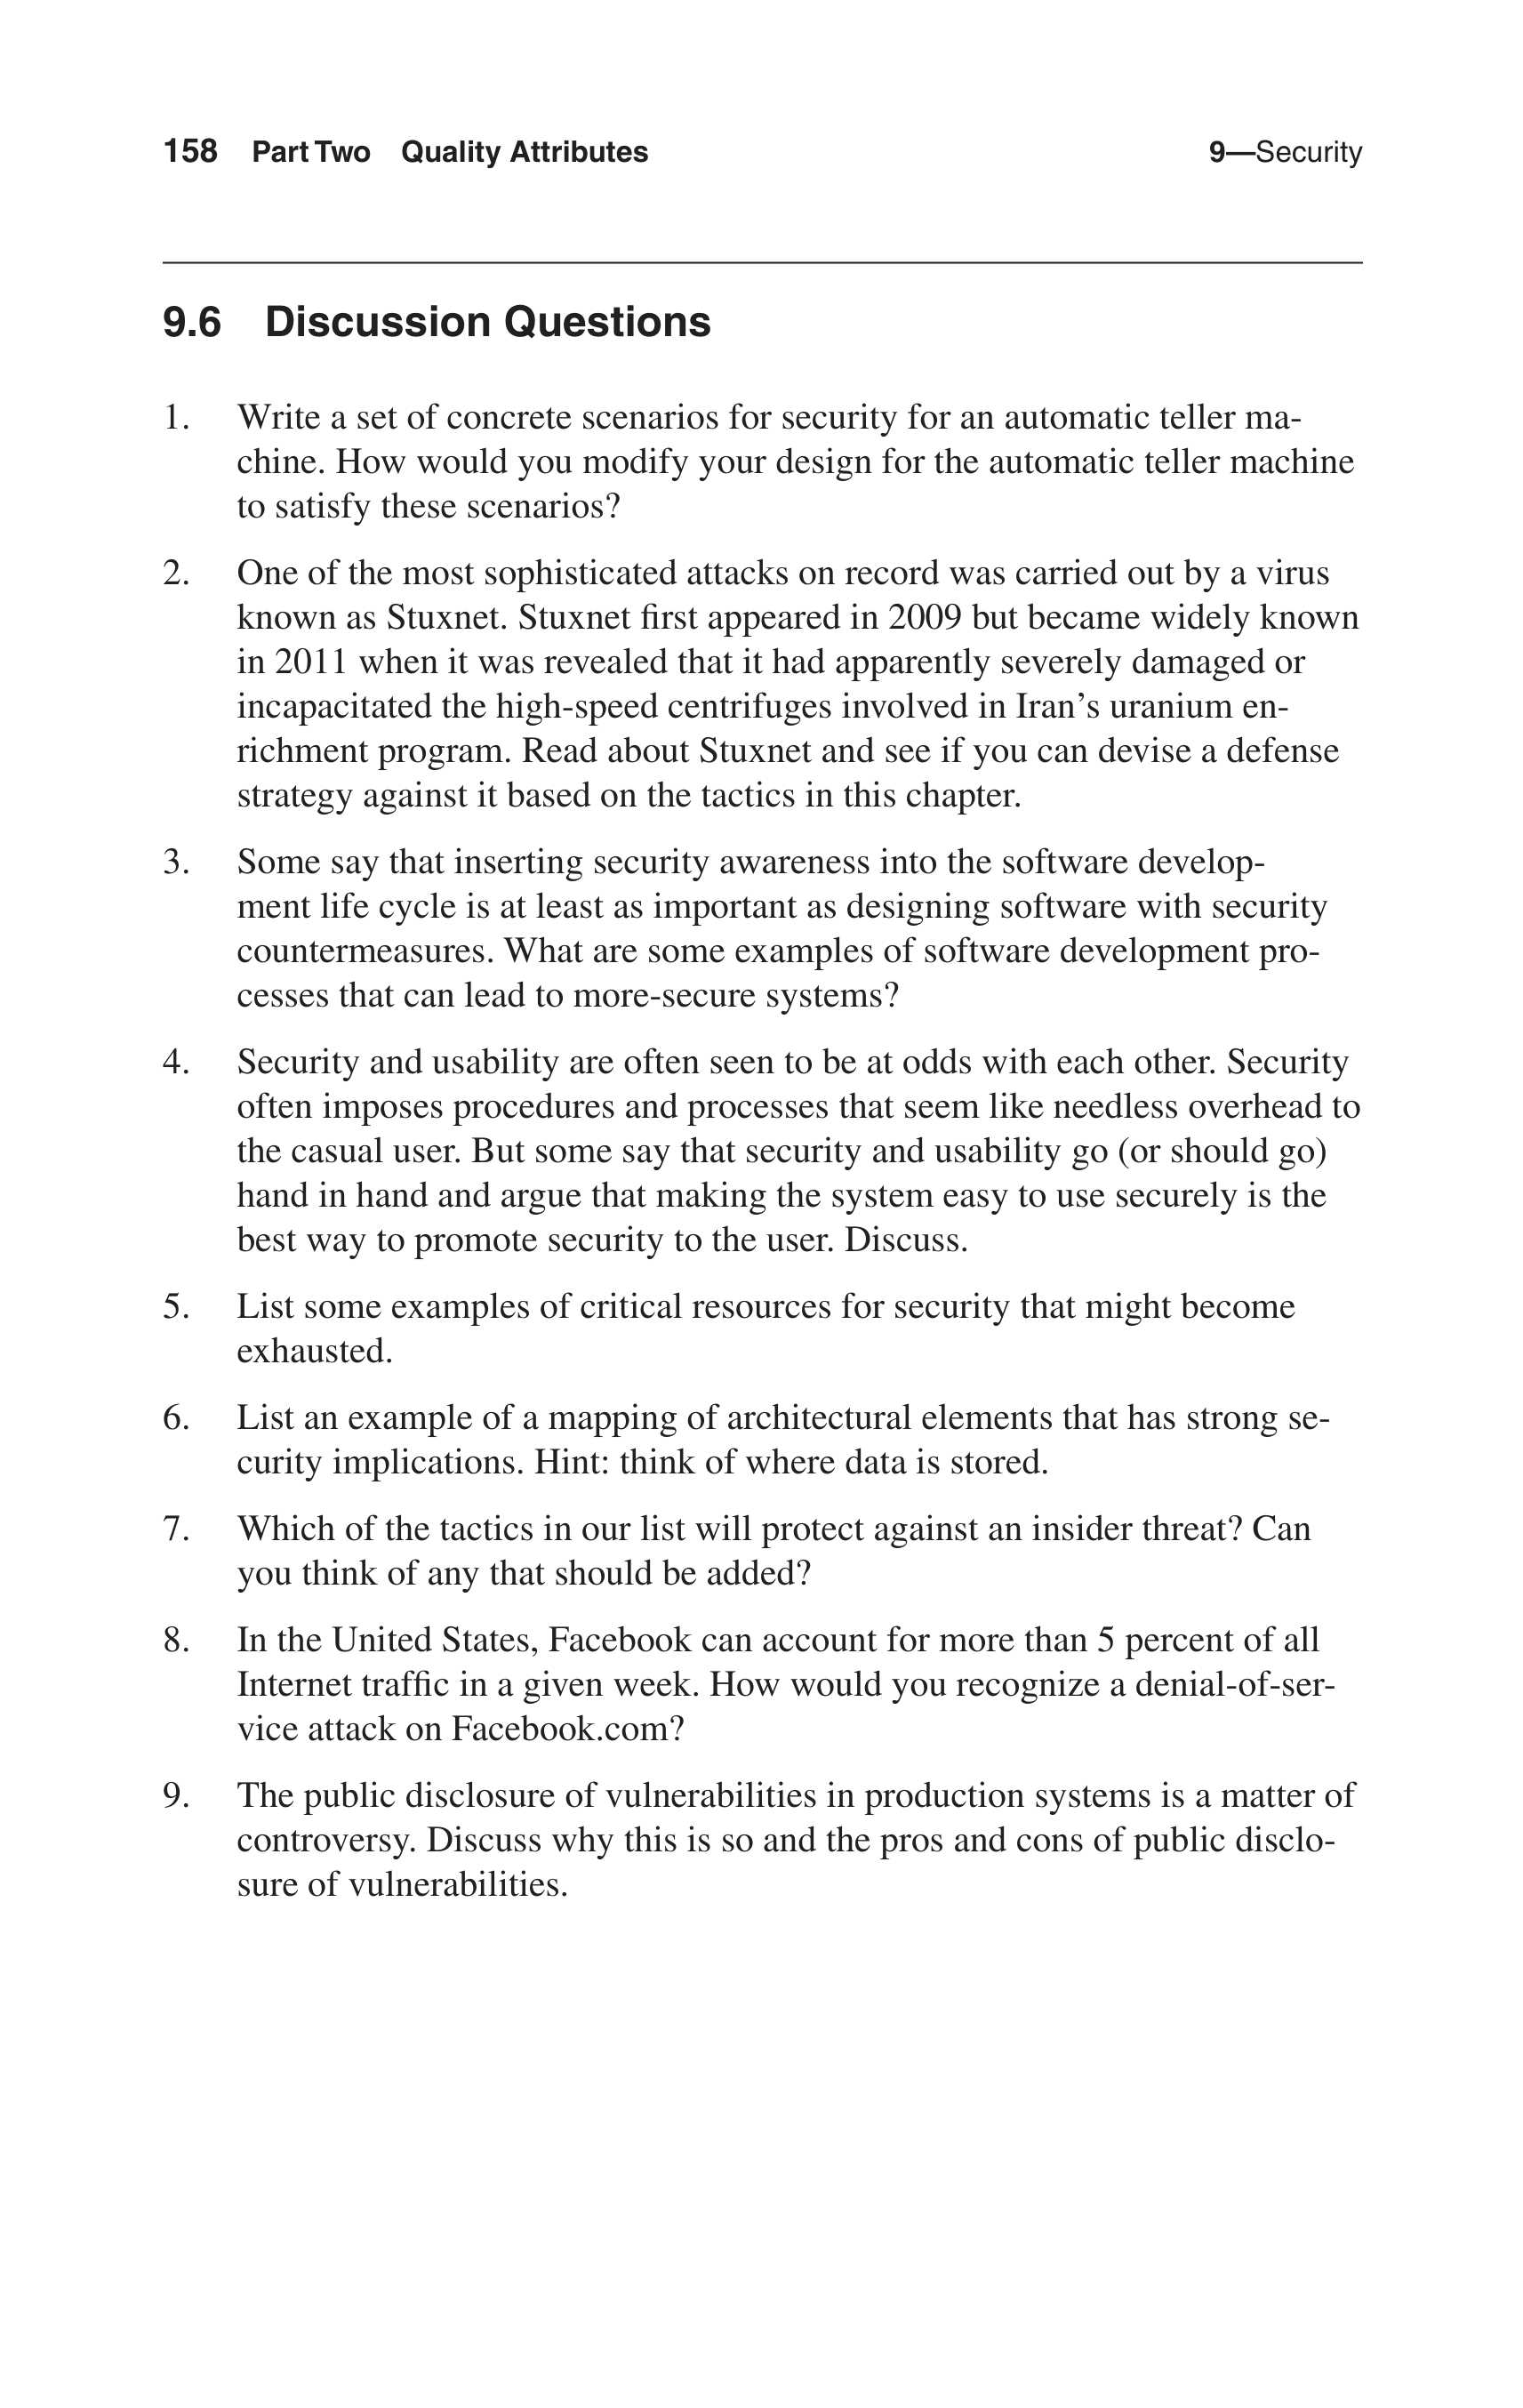 158 Part Two Quality Attributes 9—Security
9.6 Discussion Questions
1. Write a set of concrete scenarios for security for an automatic teller ma-
chine. How would you modify your design for the automatic teller machine
to satisfy these scenarios?
2. One of the most sophisticated attacks on record was carried out by a virus
known as Stuxnet. Stuxnet first appeared in 2009 but became widely known
in 2011 when it was revealed that it had apparently severely damaged or
incapacitated the high-speed centrifuges involved in Iran’s uranium en-
richment program. Read about Stuxnet and see if you can devise a defense
strategy against it based on the tactics in this chapter.
3. Some say that inserting security awareness into the software develop-
ment life cycle is at least as important as designing software with security
countermeasures. What are some examples of software development pro-
cesses that can lead to more-secure systems?
4. Security and usability are often seen to be at odds with each other. Security
often imposes procedures and processes that seem like needless overhead to
the casual user. But some say that security and usability go (or should go)
hand in hand and argue that making the system easy to use securely is the
best way to promote security to the user. Discuss.
5. List some examples of critical resources for security that might become
exhausted.
6. List an example of a mapping of architectural elements that has strong se-
curity implications. Hint: think of where data is stored.
7. Which of the tactics in our list will protect against an insider threat? Can
you think of any that should be added?
8. In the United States, Facebook can account for more than 5 percent of all
Internet traffic in a given week. How would you recognize a denial-of-ser-
vice attack on Facebook.com?
9. The public disclosure of vulnerabilities in production systems is a matter of
controversy. Discuss why this is so and the pros and cons of public disclo-
sure of vulnerabilities.